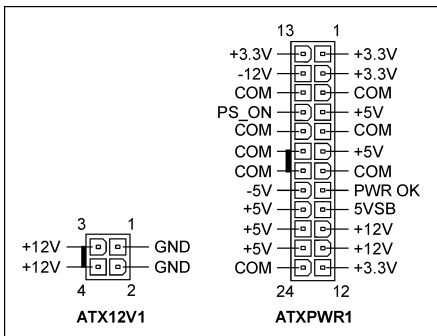 13 1
+3.3V +3.3V
-12V +3.3V
COM COM
PS_ON +5V
COM COM
COM +5V
COM COM
-5V PWR OK
+5V 5VSB
+5V +12V
+5V +12V
COM +3.3V
24 12
ATXPWR1
3 1
+12V GND
+12V GND
4 2
ATX12V1